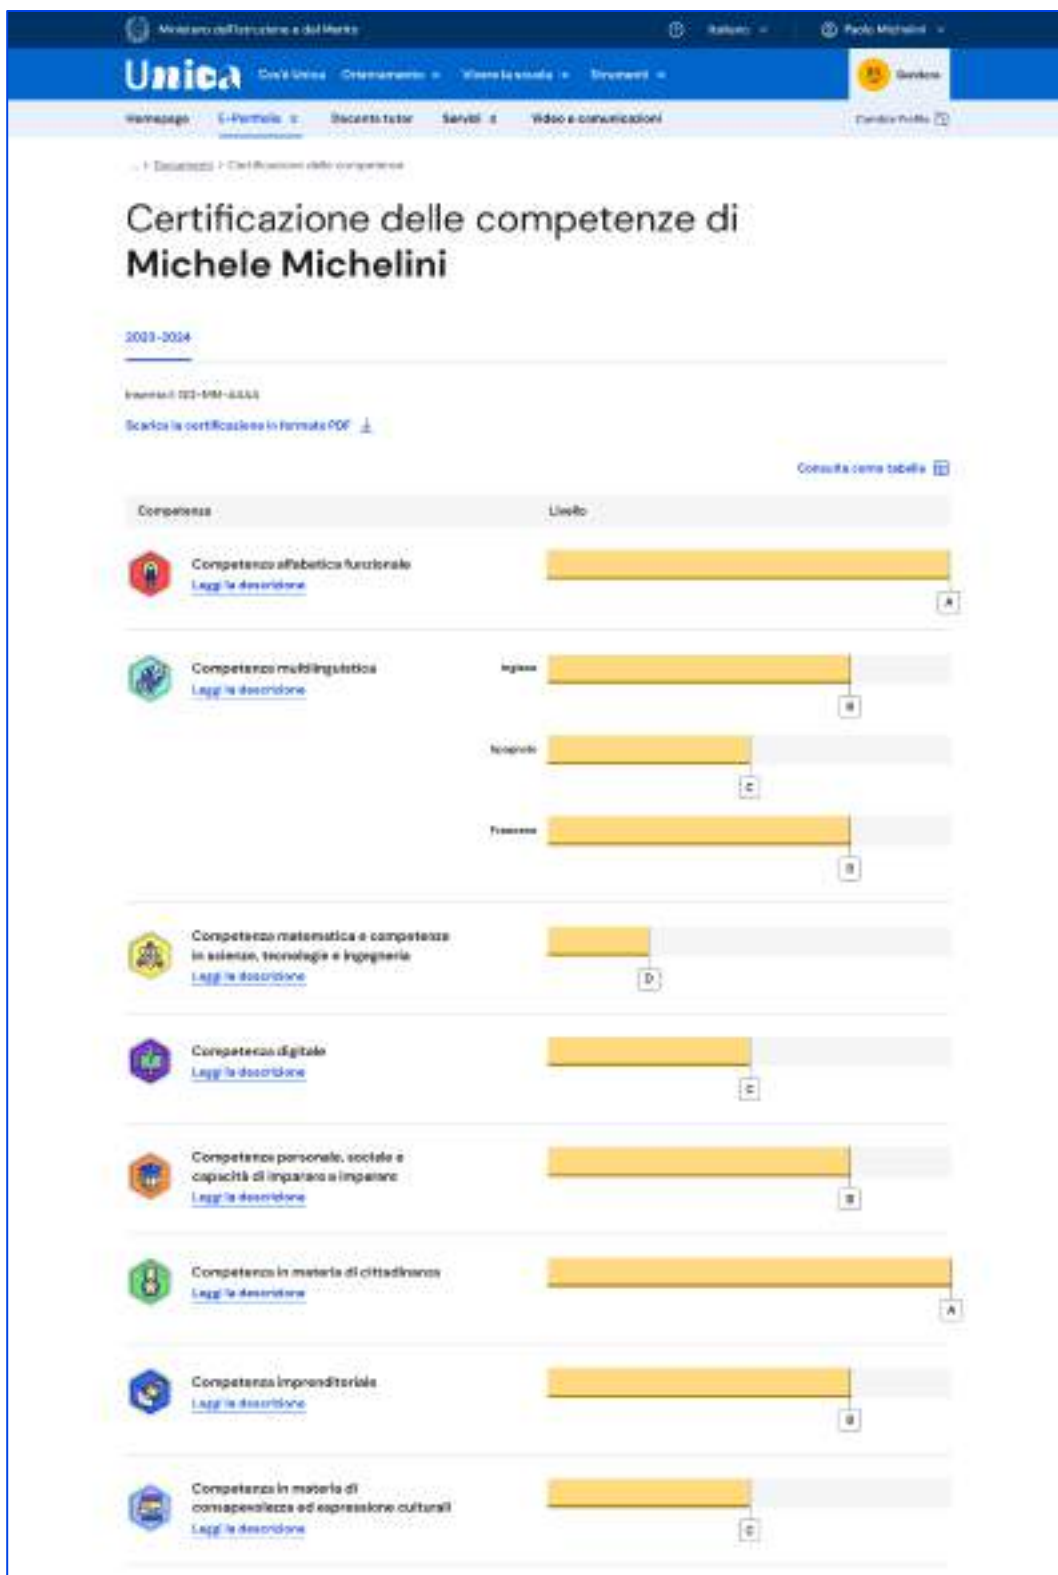 Ministero dell'Istruzione e del Merito
Italiano
Paolo Michelini
Unica
Cos'è Unica
Orientamento
Vivere la scuola
Strumenti
Genitore
Homepage
E-Portfolio
Docente tutor
Servizi
Video e comunicazioni
Cambia Profilo
... > Documenti > Certificazione delle competenze
Certificazione delle competenze di
Michele Michelini
2023-2024
GG-MM-AAAA
Scarica la certificazione in formato PDF
Consulta come tabella
Competenza
Livello
Competenza alfabetica funzionale
Leggi la descrizione
A
Competenza multilinguistica
Leggi la descrizione
Inglese
B
Spagnolo
C
Francese
B
Competenza matematica e competenza
in scienze, tecnologie e ingegneria
Leggi la descrizione
D
Competenza digitale
Leggi la descrizione
C
Competenza personale, sociale e
capacità di imparare a imparare
Leggi la descrizione
B
Competenza in materia di cittadinanza
Leggi la descrizione
A
Competenza imprenditoriale
Leggi la descrizione
B
Competenza in materia di
consapevolezza ed espressione culturali
Leggi la descrizione
C